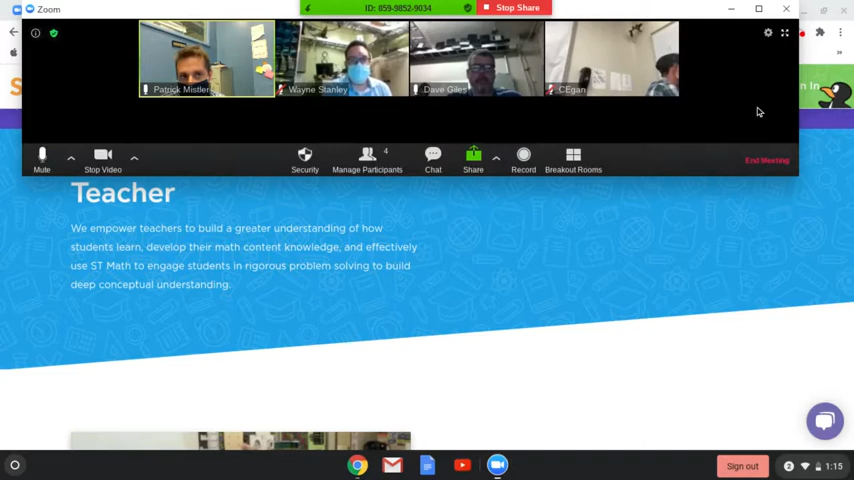 Zoom
ID: 859-9852-9034
Stop Share
Patrick Mistler
Wayne Stanley
Dave Giles
CEgan
Mute
Stop Video
Security
Manage Participants
4
Chat
Share
Record
Breakout Rooms
End Meeting
Teacher
We empower teachers to build a greater understanding of how
students learn, develop their math content knowledge, and effectively
use ST Math to engage students in rigorous problem solving to build
deep conceptual understanding.
Sign out
2
1:15